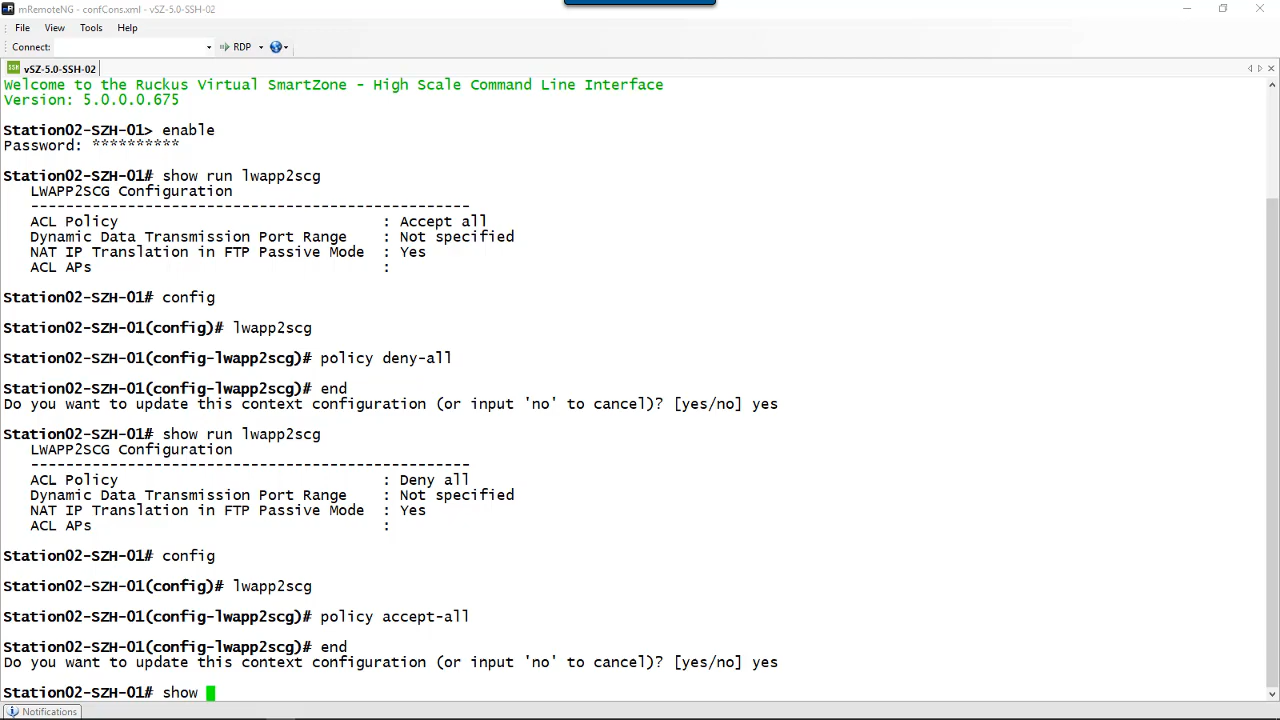 mRemoteNG - confCons.xml - vSZ-5.0-SSH-02
File View Tools Help
Connect: RDP
SSH vSZ-5.0-SSH-02
Welcome to the Ruckus Virtual SmartZone - High Scale Command Line Interface
Version: 5.0.0.0.675
Station02-SZH-01> enable
Password: **********
Station02-SZH-01# show run lwapp2scg
LWAPP2SCG Configuration
--------------------------------------------------
ACL Policy : Accept all
Dynamic Data Transmission Port Range : Not specified
NAT IP Translation in FTP Passive Mode : Yes
ACL APs :
Station02-SZH-01# config
Station02-SZH-01(config)# lwapp2scg
Station02-SZH-01(config-lwapp2scg)# policy deny-all
Station02-SZH-01(config-lwapp2scg)# end
Do you want to update this context configuration (or input 'no' to cancel)? [yes/no] yes
Station02-SZH-01# show run lwapp2scg
LWAPP2SCG Configuration
--------------------------------------------------
ACL Policy : Deny all
Dynamic Data Transmission Port Range : Not specified
NAT IP Translation in FTP Passive Mode : Yes
ACL APs :
Station02-SZH-01# config
Station02-SZH-01(config)# lwapp2scg
Station02-SZH-01(config-lwapp2scg)# policy accept-all
Station02-SZH-01(config-lwapp2scg)# end
Do you want to update this context configuration (or input 'no' to cancel)? [yes/no] yes
Station02-SZH-01# show
Notifications